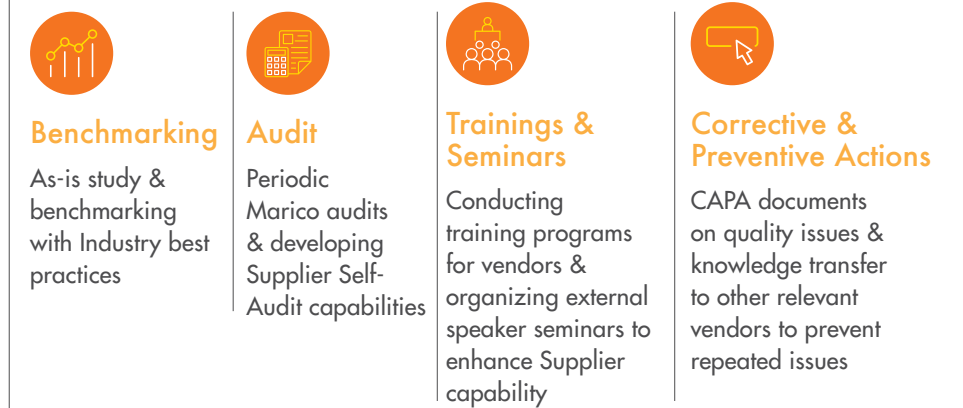 Benchmarking
As-is study &
benchmarking
with Industry best
practices
Audit
Periodic
Marico audits
& developing
Supplier Self-
Audit capabilities
Trainings &
Seminars
Conducting
training programs
for vendors &
organizing external
speaker seminars to
enhance Supplier
capability
Corrective &
Preventive Actions
CAPA documents
on quality issues &
knowledge transfer
to other relevant
vendors to prevent
repeated issues